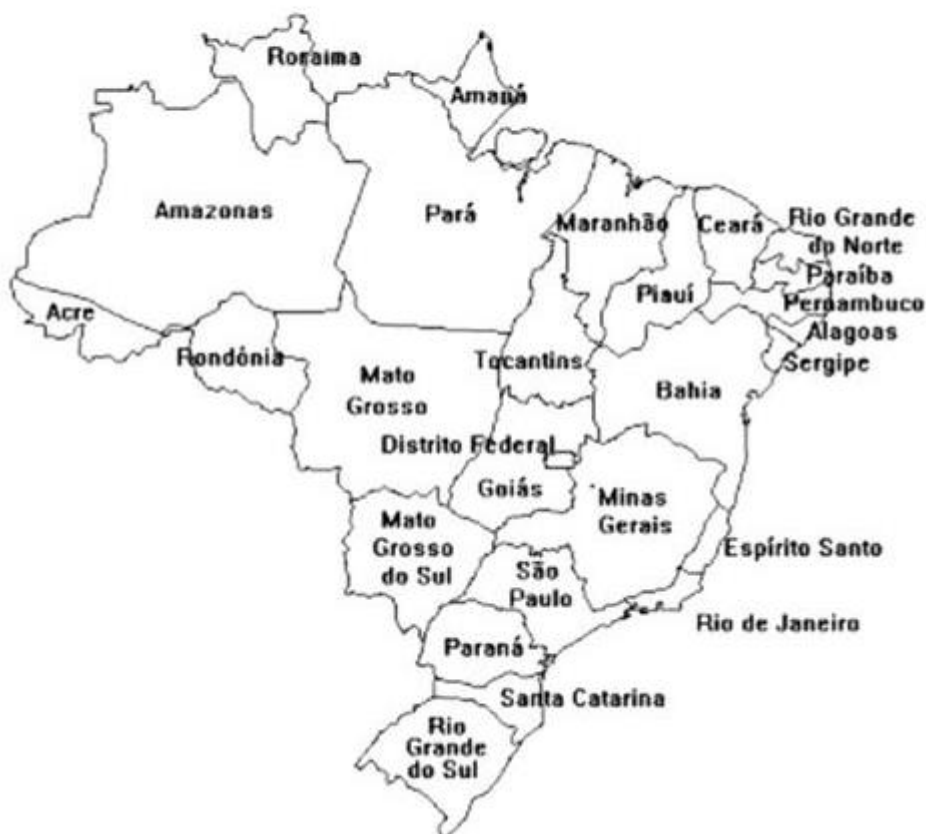 Roraima
Amaná
Amazonas
Pará
Maranhão
Ceará
Rio Grande
do Norte
Paraíba
Piauí
Pernambuco
Acre
Alagoas
Rondônia
Tocantins
Sergipe
Mato
Grosso
Bahia
Distrito Federal
Goiás
Minas
Gerais
Mato
Grosso
do Sul
Espírito Santo
São
Paulo
Rio de Janeiro
Paraná
Santa Catarina
Rio
Grande
do Sul